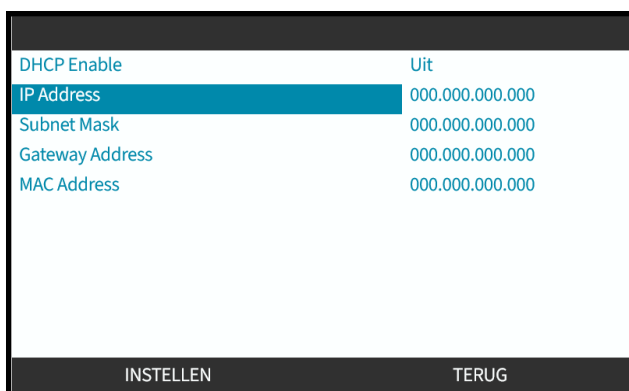 DHCP Enable Uit
IP Address 000.000.000.000
Subnet Mask 000.000.000.000
Gateway Address 000.000.000.000
MAC Address 000.000.000.000
INSTELLEN TERUG